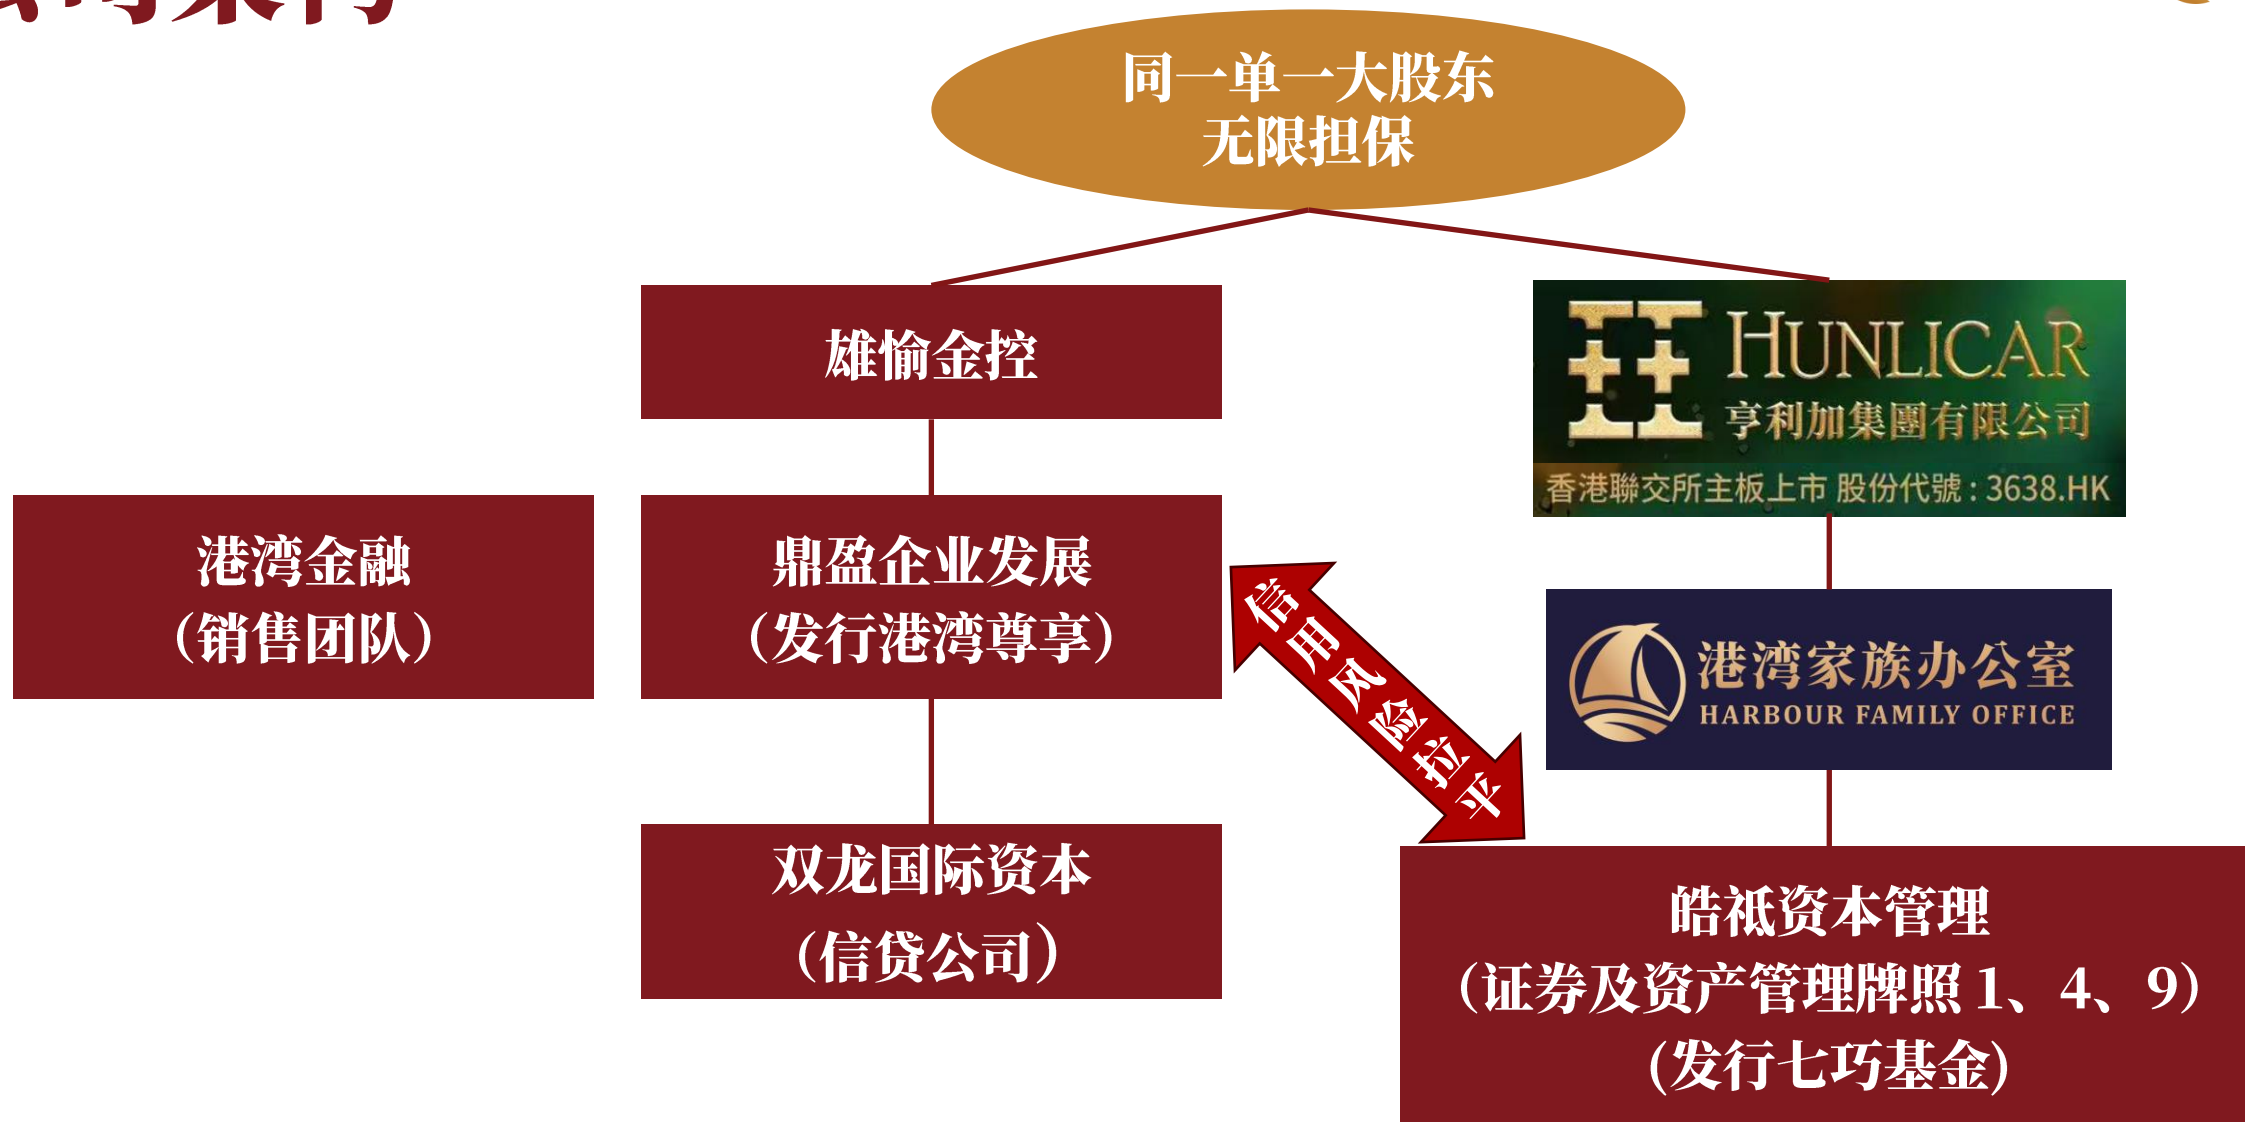 同一单一大股东
无限担保
雄愉金控
HUNLICAR
亨利加集團有限公司
香港聯交所主板上市 股份代號 : 3638.HK
港湾金融
（销售团队）
鼎盈企业发展
（发行港湾尊享）
信用风险拉平
港湾家族办公室
HARBOUR FAMILY OFFICE
双龙国际资本
（信贷公司）
皓祇资本管理
（证券及资产管理牌照 1、4、9）
(发行七巧基金)